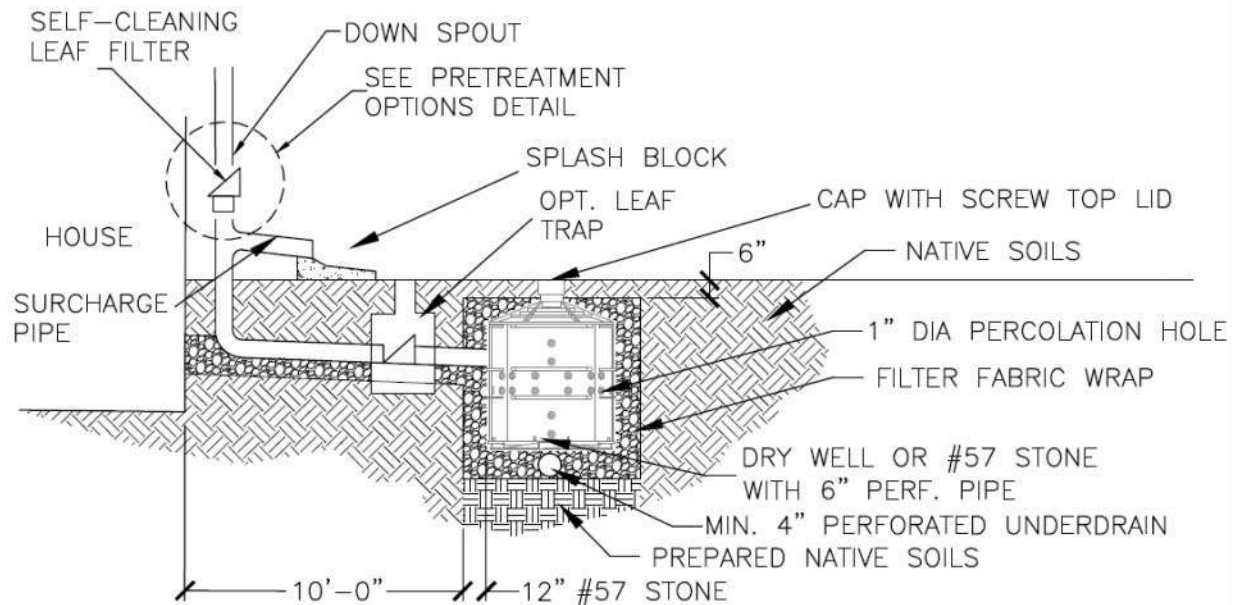 SELF-CLEANING
LEAF FILTER
DOWN SPOUT
SEE PRETREATMENT
OPTIONS DETAIL
SPLASH BLOCK
OPT. LEAF
TRAP
CAP WITH SCREW TOP LID
HOUSE
6"
NATIVE SOILS
SURCHARGE
PIPE
1" DIA PERCOLATION HOLE
FILTER FABRIC WRAP
DRY WELL OR #57 STONE
WITH 6" PERF. PIPE
MIN. 4" PERFORATED UNDERDRAIN
PREPARED NATIVE SOILS
10'-0"
12" #57 STONE